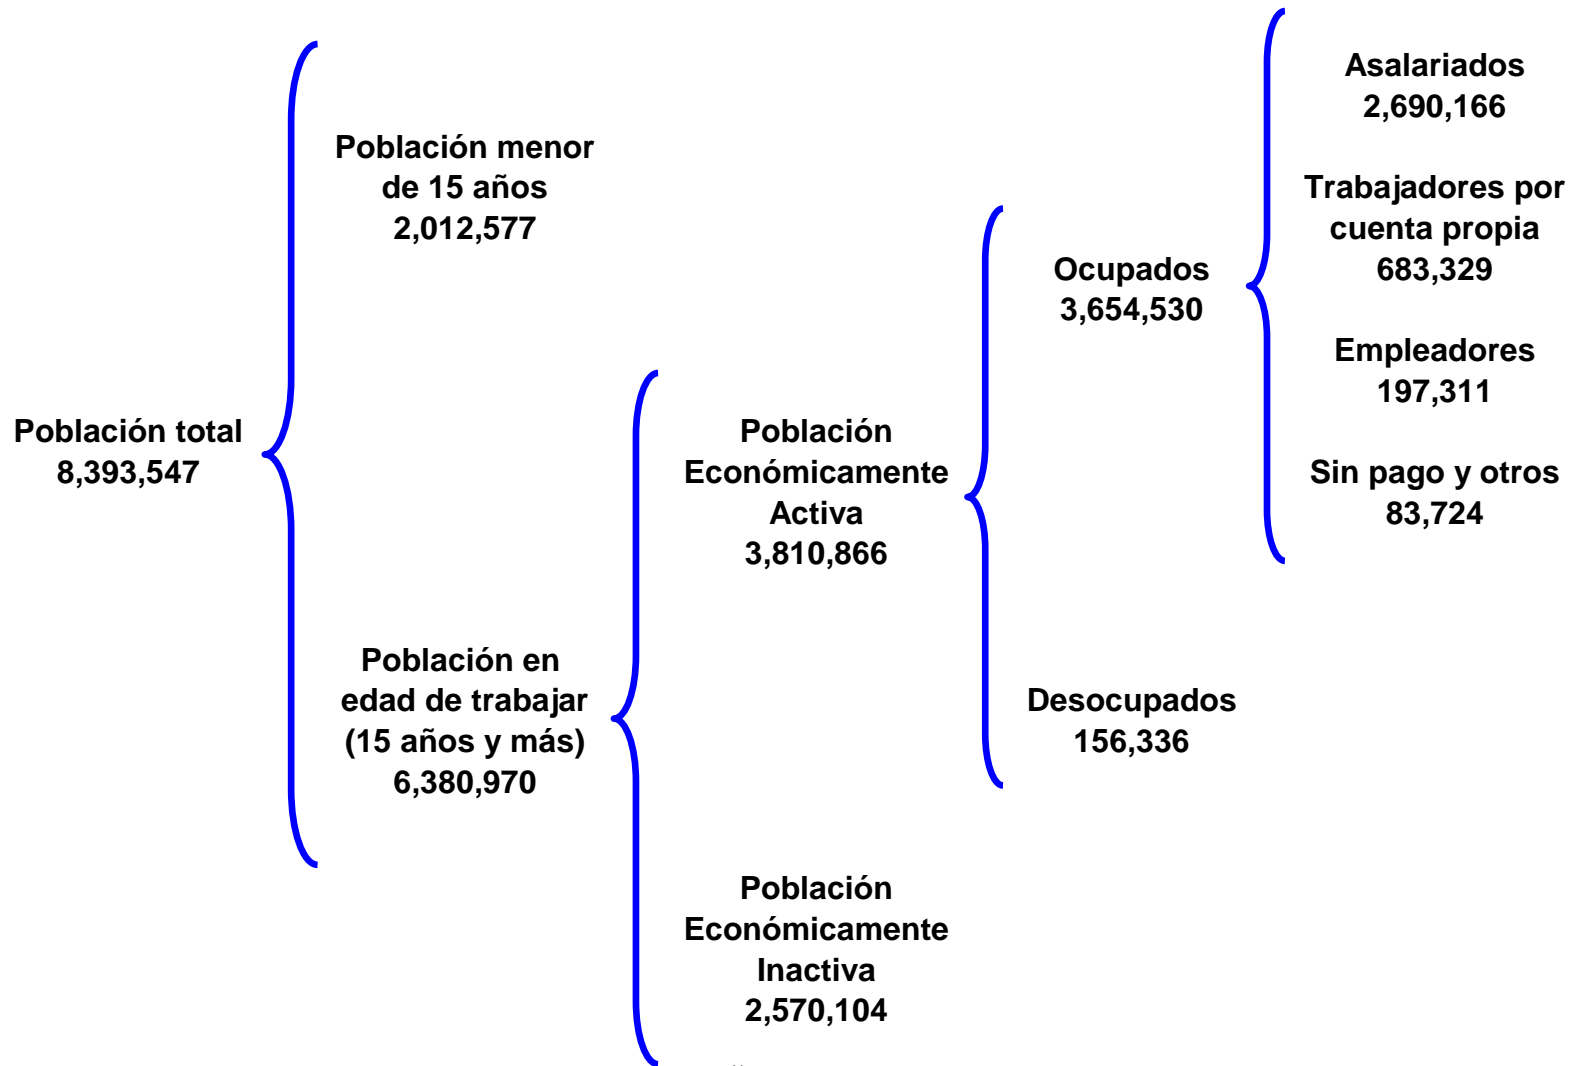 Población total
8,393,547
Población menor
de 15 años
2,012,577
Población en
edad de trabajar
(15 años y más)
6,380,970
Población
Económicamente
Activa
3,810,866
Población
Económicamente
Inactiva
2,570,104
Ocupados
3,654,530
Desocupados
156,336
Asalariados
2,690,166
Trabajadores por
cuenta propia
683,329
Empleadores
197,311
Sin pago y otros
83,724